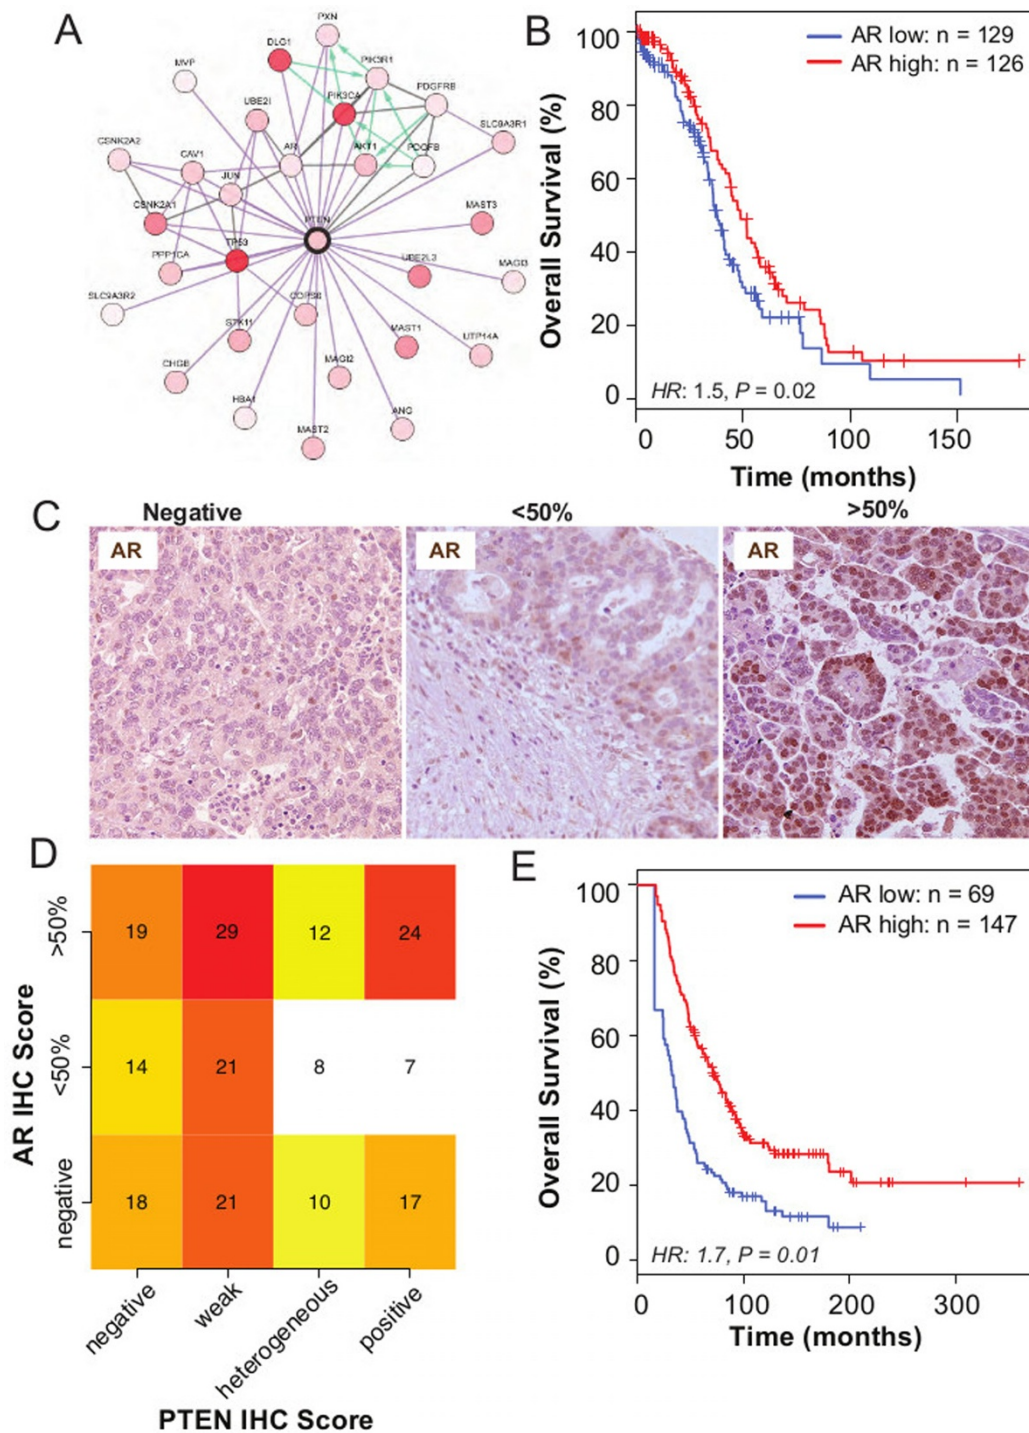 A
PXN
DLG1
PIK3R1
MVP
PIK3CA
PDGFRB
UBE2I
SLC9A3R1
CSNK2A2
CAV1
AR
AKT1
PDGFB
JUN
CSNK2A1
PTEN
MAST3
TP53
PPP1CA
UBE2L3
MAGI3
SLC9A3R2
COPS6
STK11
MAST1
UTP14A
CHGB
MAGI2
HBA1
ANG
MAST2
B
AR low: n = 129
AR high: n = 126
Overall Survival (%)
100
80
60
40
20
0
HR: 1.5, P = 0.02
0 50 100 150
Time (months)
C
Negative <50% >50%
AR AR AR
D
AR IHC Score
>50%
19 29 12 24
<50%
14 21 8 7
negative
18 21 10 17
negative weak heterogeneous positive
PTEN IHC Score
E
AR low: n = 69
AR high: n = 147
Overall Survival (%)
100
80
60
40
20
0
HR: 1.7, P = 0.01
0 100 200 300
Time (months)